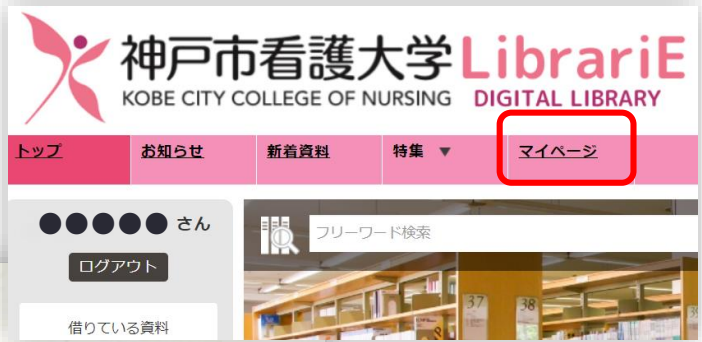 神戸市看護大学 LibrariE
KOBE CITY COLLEGE OF NURSING DIGITAL LIBRARY
トップ お知らせ 新着資料 特集 ▼ マイページ
●●●●● さん
フリーワード検索
ログアウト
37 38
借りている資料